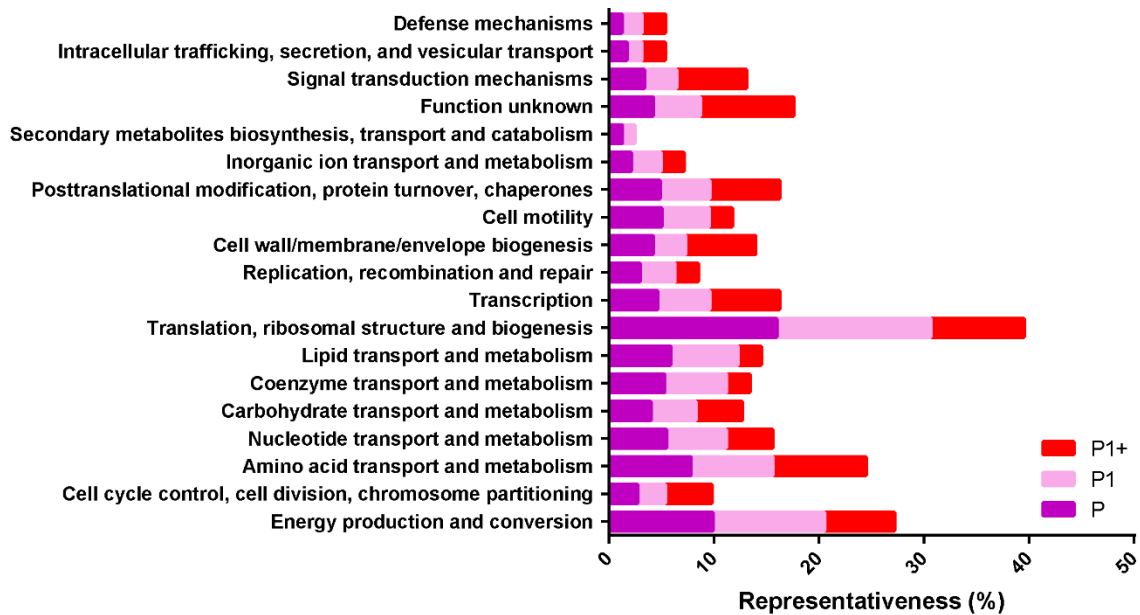 Defense mechanisms
Intracellular trafficking, secretion, and vesicular transport
Signal transduction mechanisms
Function unknown
Secondary metabolites biosynthesis, transport and catabolism
Inorganic ion transport and metabolism
Posttranslational modification, protein turnover, chaperones
Cell motility
Cell wall/membrane/envelope biogenesis
Replication, recombination and repair
Transcription
Translation, ribosomal structure and biogenesis
Lipid transport and metabolism
Coenzyme transport and metabolism
Carbohydrate transport and metabolism
Nucleotide transport and metabolism
Amino acid transport and metabolism
Cell cycle control, cell division, chromosome partitioning
Energy production and conversion
P1+
P1
P
0 10 20 30 40 50
Representativeness (%)